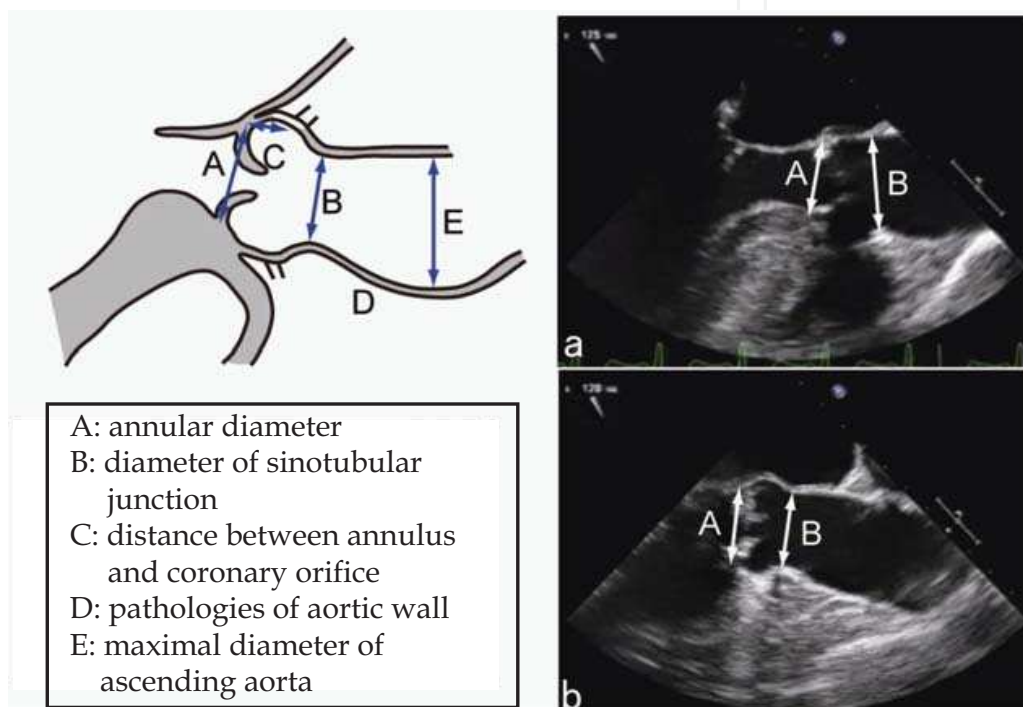 A
C
B
E
D
A: annular diameter
B: diameter of sinotubular
junction
C: distance between annulus
and coronary orifice
D: pathologies of aortic wall
E: maximal diameter of
ascending aorta
A
B
a
A
B
b